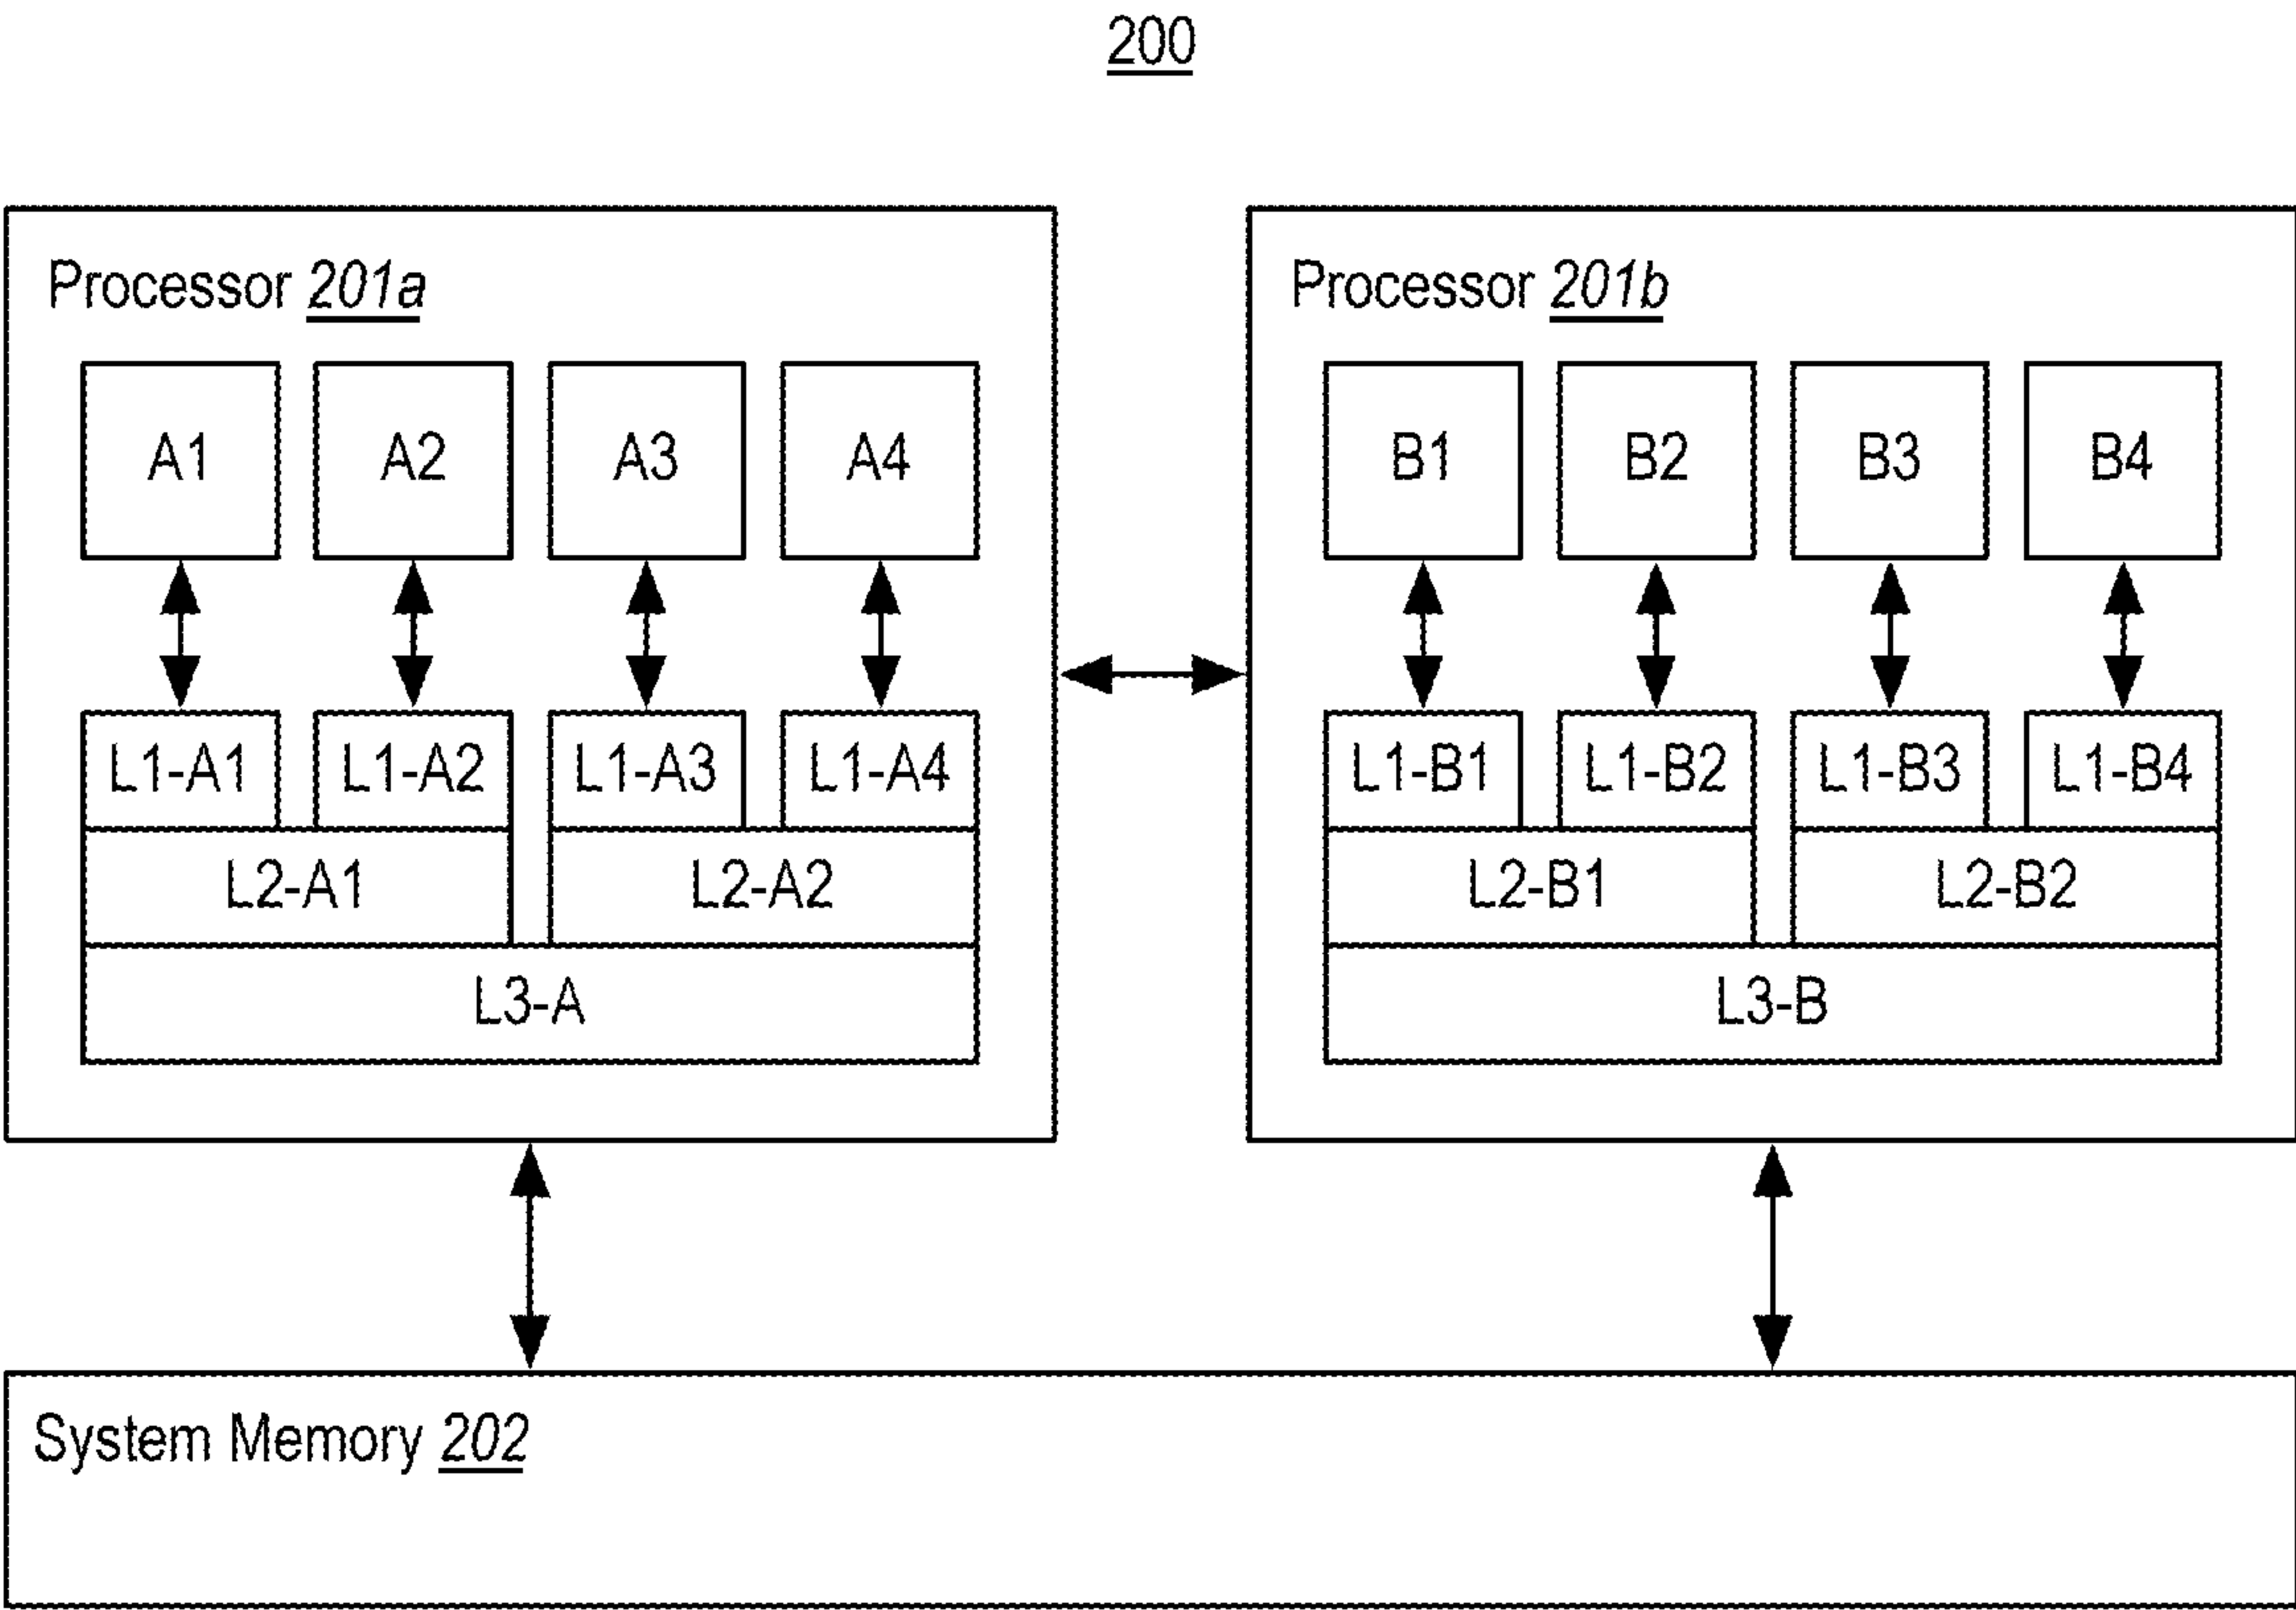 200
Processor 201a
A1 A2 A3 A4
L1-A1 L1-A2 L1-A3 L1-A4
L2-A1 L2-A2
L3-A
Processor 201b
B1 B2 B3 B4
L1-B1 L1-B2 L1-B3 L1-B4
L2-B1 L2-B2
L3-B
System Memory 202